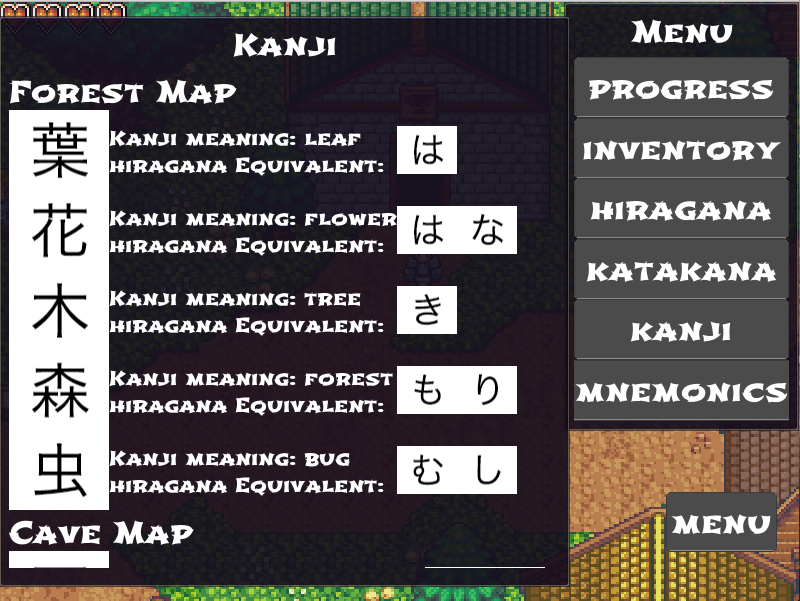 Kanji
Forest Map
葉 Kanji meaning: leaf
hiragana Equivalent: は
花 Kanji meaning: flower
hiragana Equivalent: は な
木 Kanji meaning: tree
hiragana Equivalent: き
森 Kanji meaning: forest
hiragana Equivalent: も り
虫 Kanji meaning: bug
hiragana Equivalent: む し
Cave Map
Menu
PROGRESS
INVENTORY
HIRAGANA
KATAKANA
KANJI
MNEMONICS
MENU